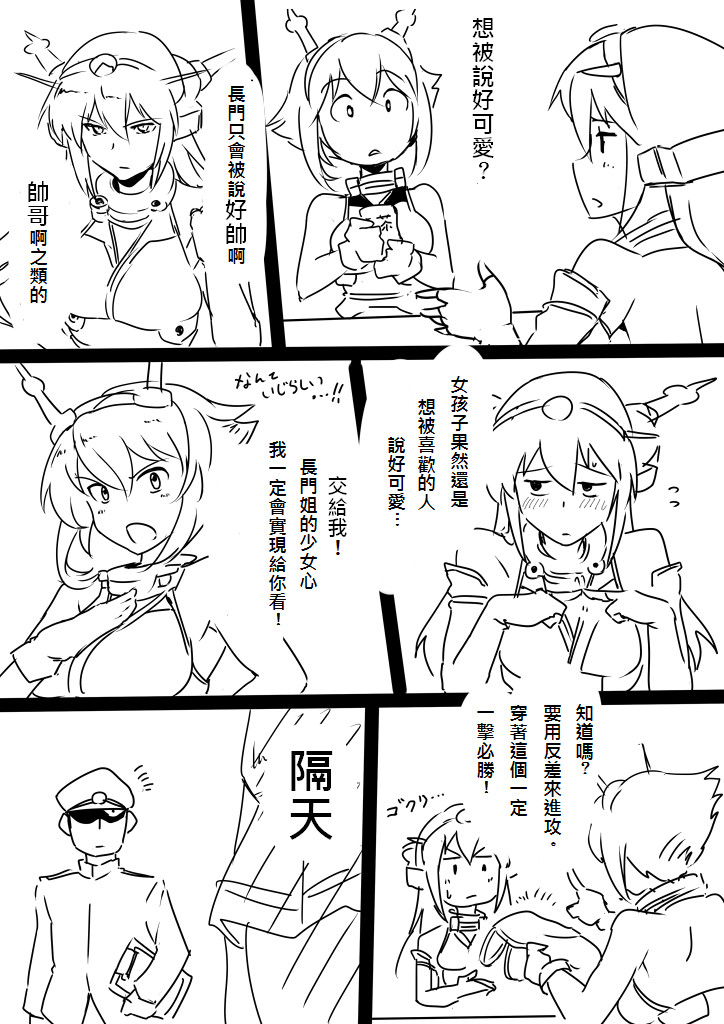 想被說好可愛？
茶
長門只會被說好帥啊
帥哥啊之類的
女孩子果然還是
想被喜歡的人
說好可愛…
なんて
いじらしい…!!
交給我！
長門姐的少女心
我一定會實現給你看！
知道嗎？
要用反差來進攻。
穿著這個一定
一擊必勝！
ゴクリ…
隔天